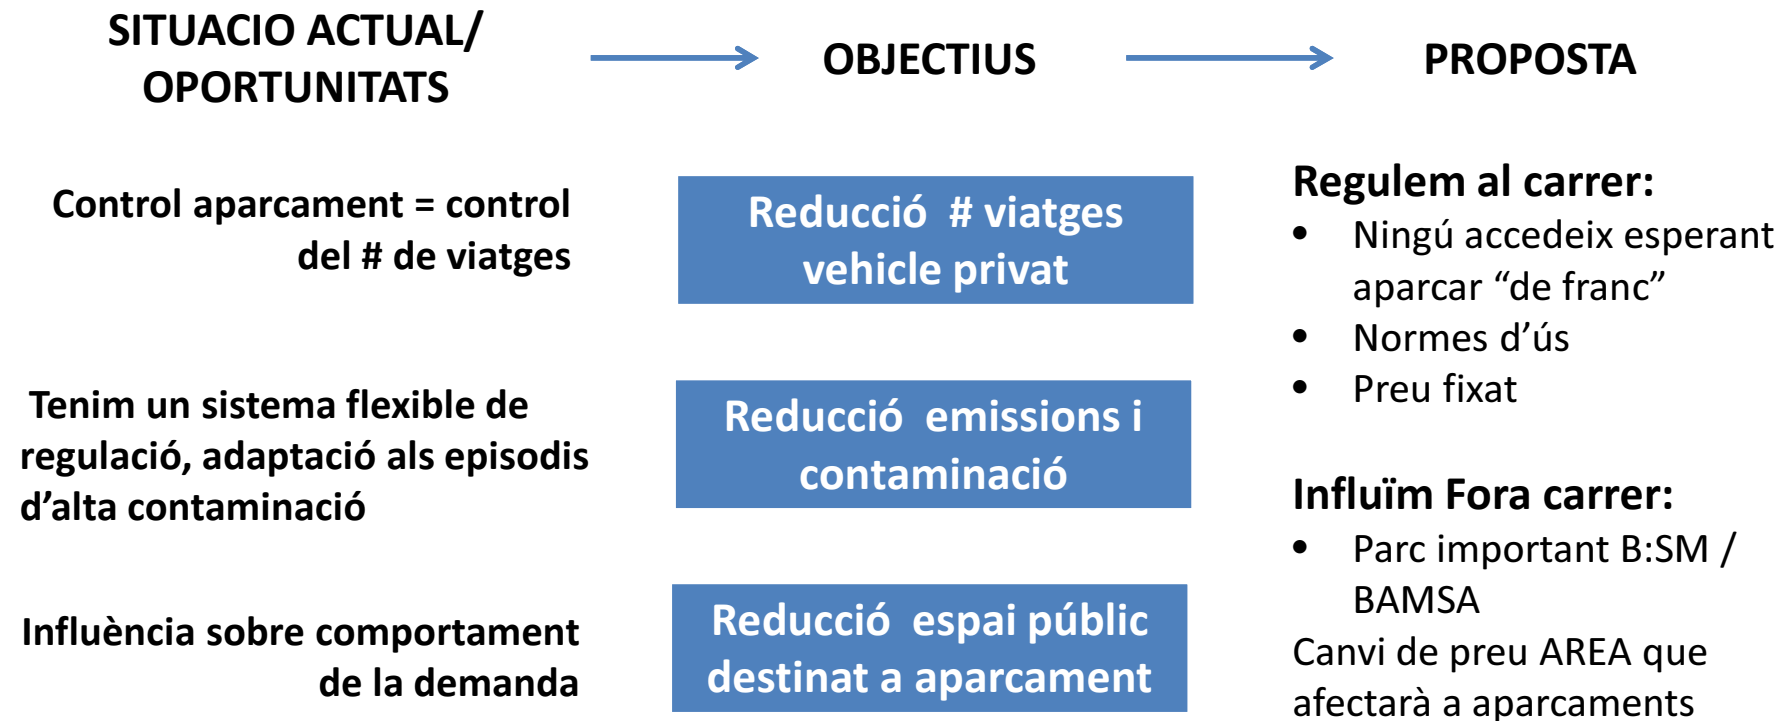 SITUACIO ACTUAL/
OPORTUNITATS
OBJECTIUS
PROPOSTA
Control aparcament = control
del # de viatges
Tenim un sistema flexible de
regulació, adaptació als episodis
d’alta contaminació
Influència sobre comportament
de la demanda
Reducció # viatges
vehicle privat
Reducció emissions i
contaminació
Reducció espai públic
destinat a aparcament
Regulem al carrer:
• Ningú accedeix esperant
aparcar “de franc”
• Normes d’ús
• Preu fixat
Influïm Fora carrer:
• Parc important B:SM /
BAMSA
Canvi de preu AREA que
afectarà a aparcaments